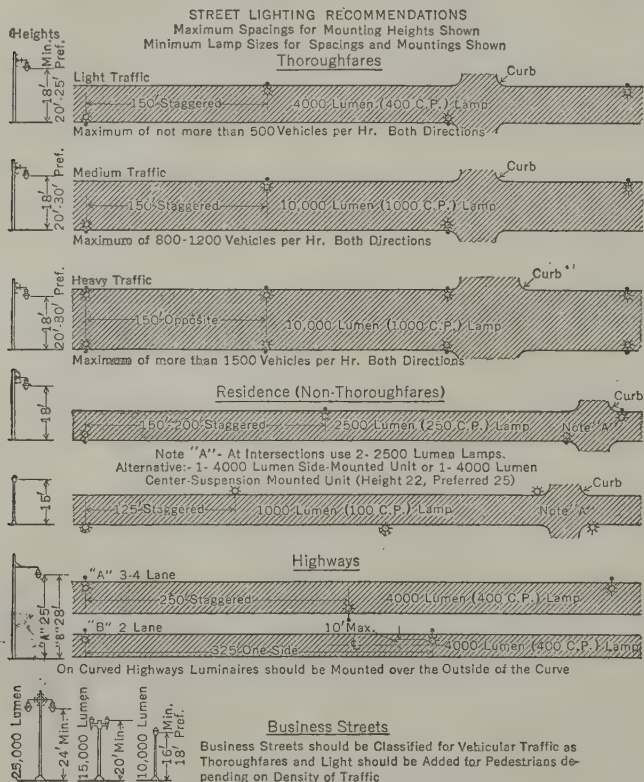 STREET LIGHTING RECOMMENDATIONS
Maximum Spacings for Mounting Heights Shown
Minimum Lamp Sizes for Spacings and Mountings Shown
Heights
Thoroughfares
Curb
18' Min.
20'-25' Pref.
Light Traffic
150' Staggered
4000 Lumen (400 C.P.) Lamp
Maximum of not more than 500 Vehicles per Hr. Both Directions
Curb
18'
20'-30' Pref.
Medium Traffic
150-Staggered
10,000 Lumen (1000 C.P.) Lamp
Maximum of 800-1200 Vehicles per Hr. Both Directions
Curb
18'
20'-30' Pref.
Heavy Traffic
150' Opposite
10,000 Lumen (1000 C.P.) Lamp
Maximum of more than 1500 Vehicles per Hr. Both Directions
Residence (Non-Thoroughfares)
Curb
18'
150'-200' Staggered
2500 Lumen (250 C.P.) Lamp
Note "A"
Note "A"- At Intersections use 2- 2500 Lumen Lamps.
Alternative:- 1- 4000 Lumen Side-Mounted Unit or 1- 4000 Lumen
Center-Suspension Mounted Unit (Height 22, Preferred 25)
Curb
15'
125-Staggered
1000 Lumen (100 C.P.) Lamp
Note "A"
Highways
"A" 3-4 Lane
250' Staggered
4000 Lumen (400 C.P.) Lamp
"A" 25'
"B" 28'
"B" 2 Lane
10' Max.
325 One Side
4000 Lumen (400 C.P.) Lamp
On Curved Highways Luminaires should be Mounted over the Outside of the Curve
25,000 Lumen
24' Min.
15,000 Lumen
20' Min.
10,000 Lumen
16' Min.
18' Pref.
Business Streets
Business Streets should be Classified for Vehicular Traffic as
Thoroughfares and Light should be Added for Pedestrians de-
pending on Density of Traffic